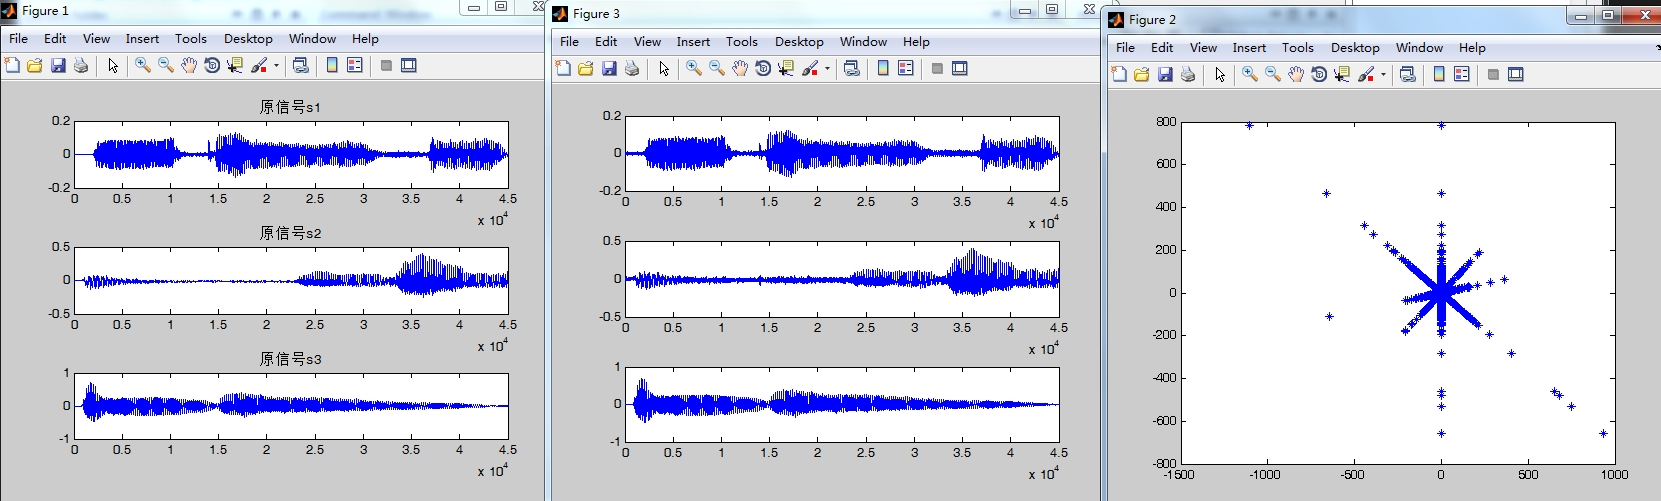 Figure 1
File Edit View Insert Tools Desktop Window Help
原信号s1
0.2
0
-0.2
0 0.5 1 1.5 2 2.5 3 3.5 4 4.5
x 10^4
原信号s2
0.5
0
-0.5
0 0.5 1 1.5 2 2.5 3 3.5 4 4.5
x 10^4
原信号s3
1
0
-1
0 0.5 1 1.5 2 2.5 3 3.5 4 4.5
x 10^4
Figure 3
File Edit View Insert Tools Desktop Window Help
0.2
0
-0.2
0 0.5 1 1.5 2 2.5 3 3.5 4 4.5
x 10^4
0.5
0
-0.5
0 0.5 1 1.5 2 2.5 3 3.5 4 4.5
x 10^4
1
0
-1
0 0.5 1 1.5 2 2.5 3 3.5 4 4.5
x 10^4
Figure 2
File Edit View Insert Tools Desktop Window Help
800
600
400
200
0
-200
-400
-600
-800
-1500 -1000 -500 0 500 1000